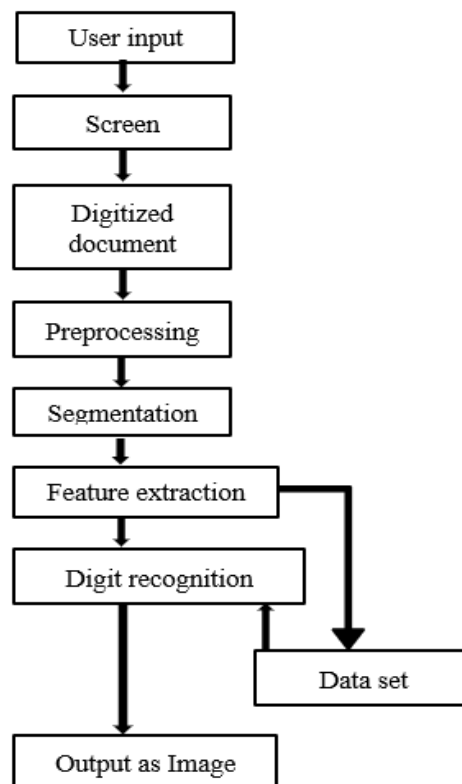 User input
Screen
Digitized
document
Preprocessing
Segmentation
Feature extraction
Digit recognition
Data set
Output as Image